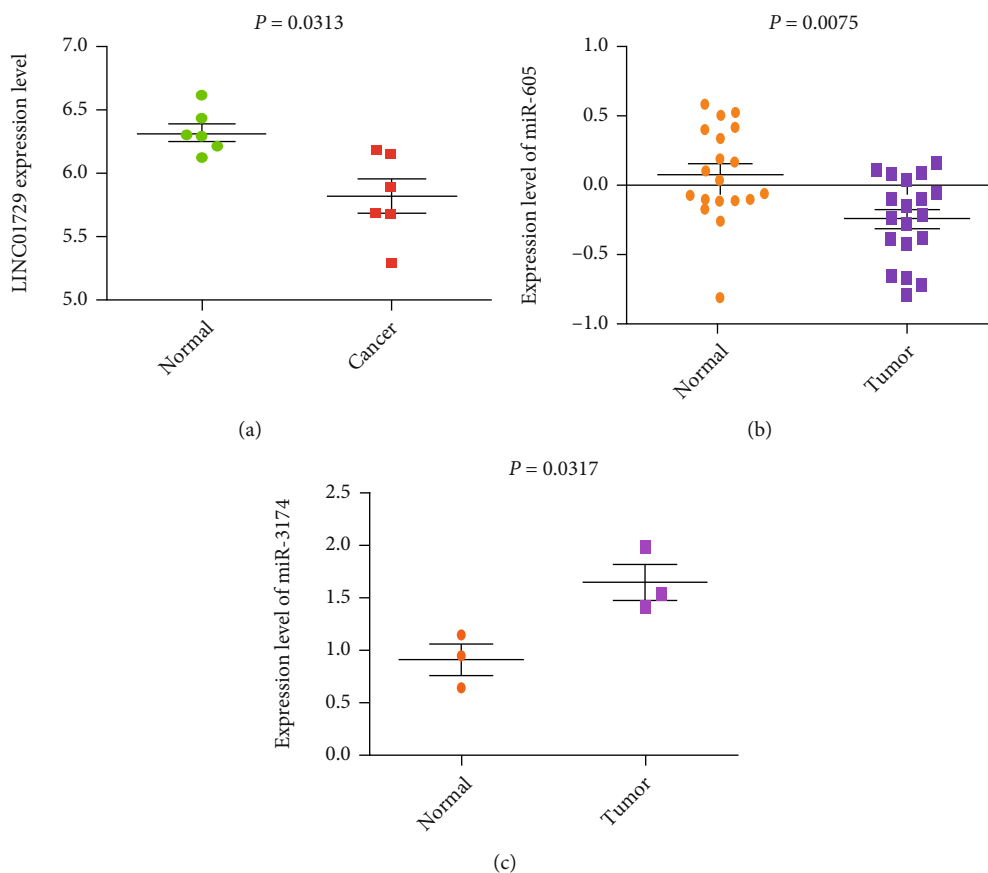 P = 0.0313
LINC01729 expression level
7.0
6.5
6.0
5.5
5.0
Normal
Cancer
(a)
P = 0.0075
Expression level of miR-605
1.0
0.5
0.0
–0.5
–1.0
Normal
Tumor
(b)
P = 0.0317
Expression level of miR-3174
2.5
2.0
1.5
1.0
0.5
0.0
Normal
Tumor
(c)